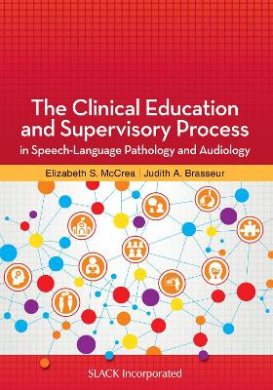 The Clinical Education
and Supervisory Process
in Speech-Language Pathology and Audiology
Elizabeth S. McCrea | Judith A. Brasseur
SLACK Incorporated